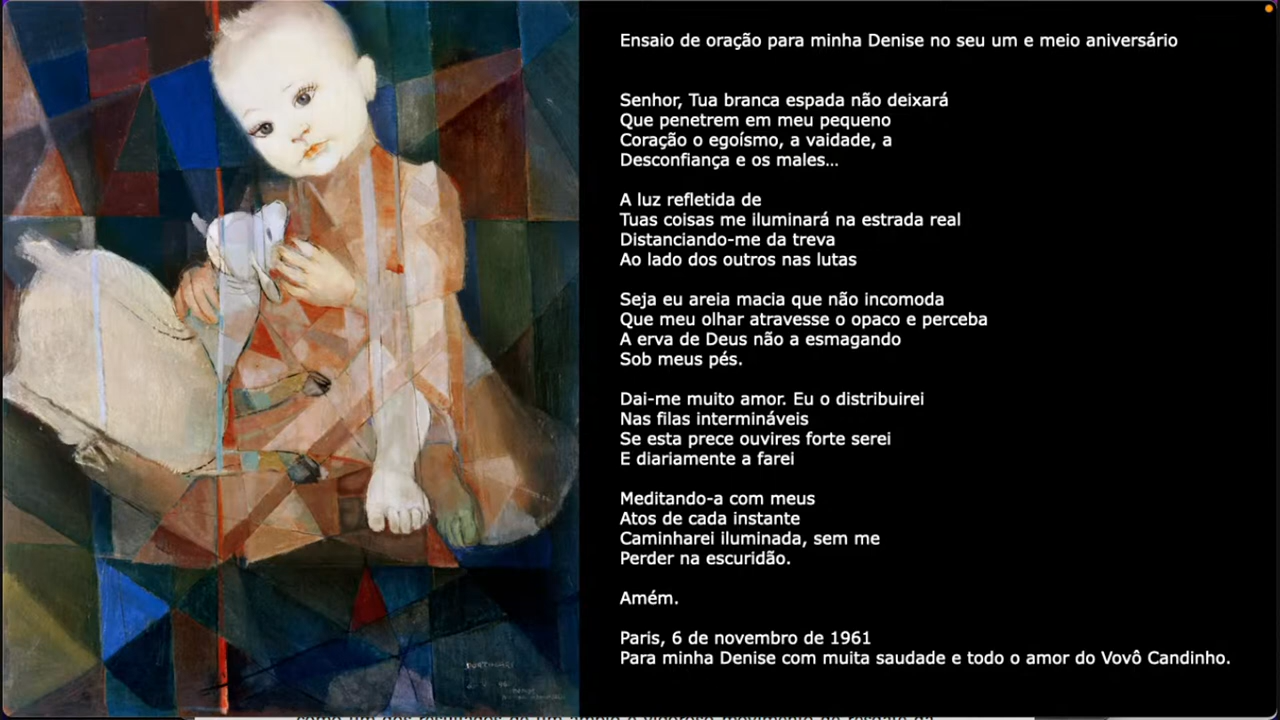 Ensaio de oração para minha Denise no seu um e meio aniversário
Senhor, Tua branca espada não deixará
Que penetrem em meu pequeno
Coração o egoísmo, a vaidade, a
Desconfiança e os males...
A luz refletida de
Tuas coisas me iluminará na estrada real
Distanciando-me da treva
Ao lado dos outros nas lutas
Seja eu areia macia que não incomoda
Que meu olhar atravesse o opaco e perceba
A erva de Deus não a esmagando
Sob meus pés.
Dai-me muito amor. Eu o distribuirei
Nas filas intermináveis
Se esta prece ouvires forte serei
E diariamente a farei
Meditando-a com meus
Atos de cada instante
Caminharei iluminada, sem me
Perder na escuridão.
Amém.
Paris, 6 de novembro de 1961
Para minha Denise com muita saudade e todo o amor do Vovô Candinho.
PORTINARI